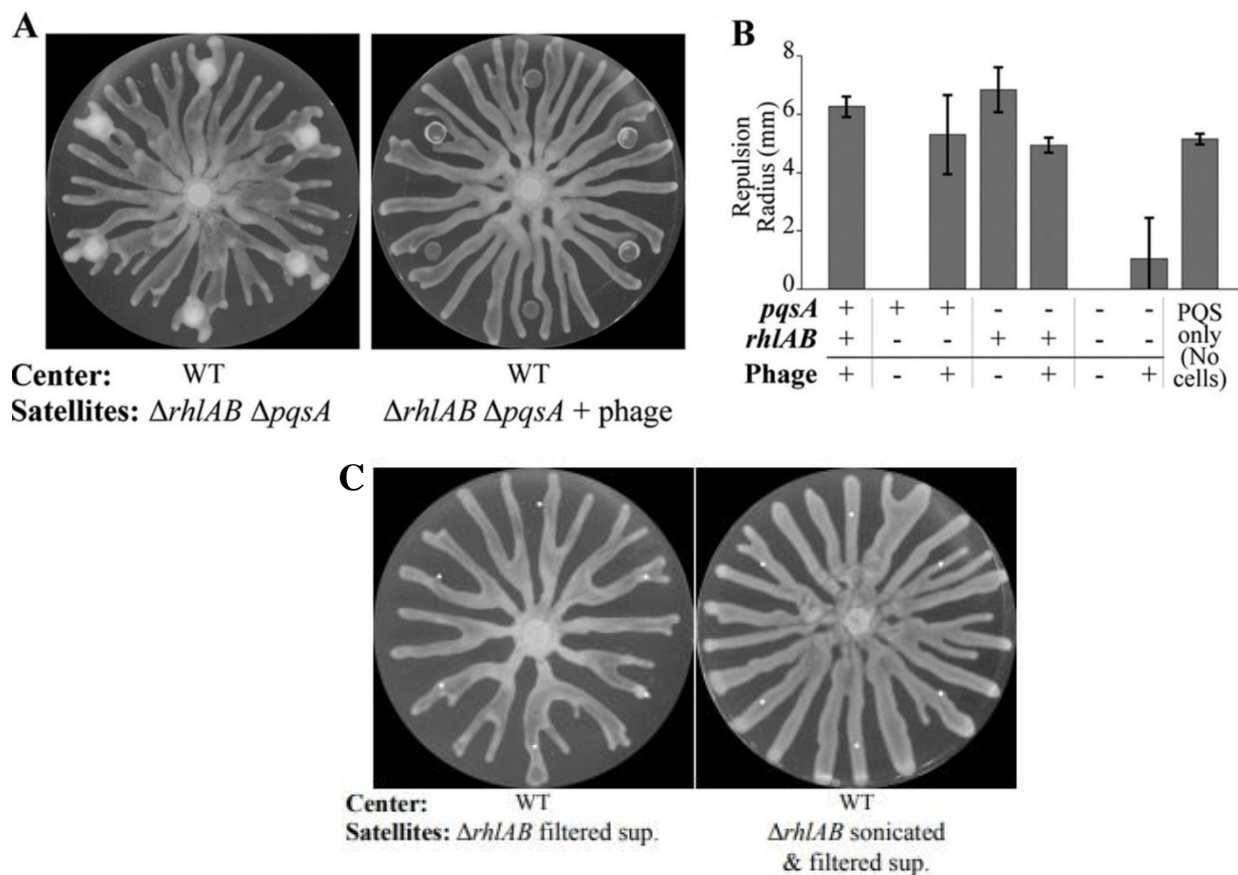 A
Center: WT WT
Satellites: ΔrhlAB ΔpqsA ΔrhlAB ΔpqsA + phage
B
Repulsion
Radius (mm)
8
6
4
2
0
pqsA + + + - - - - PQS
rhlAB + - - + + - - only
(No
Phage + - + - + - + cells)
C
Center: WT WT
Satellites: ΔrhlAB filtered sup. ΔrhlAB sonicated
& filtered sup.